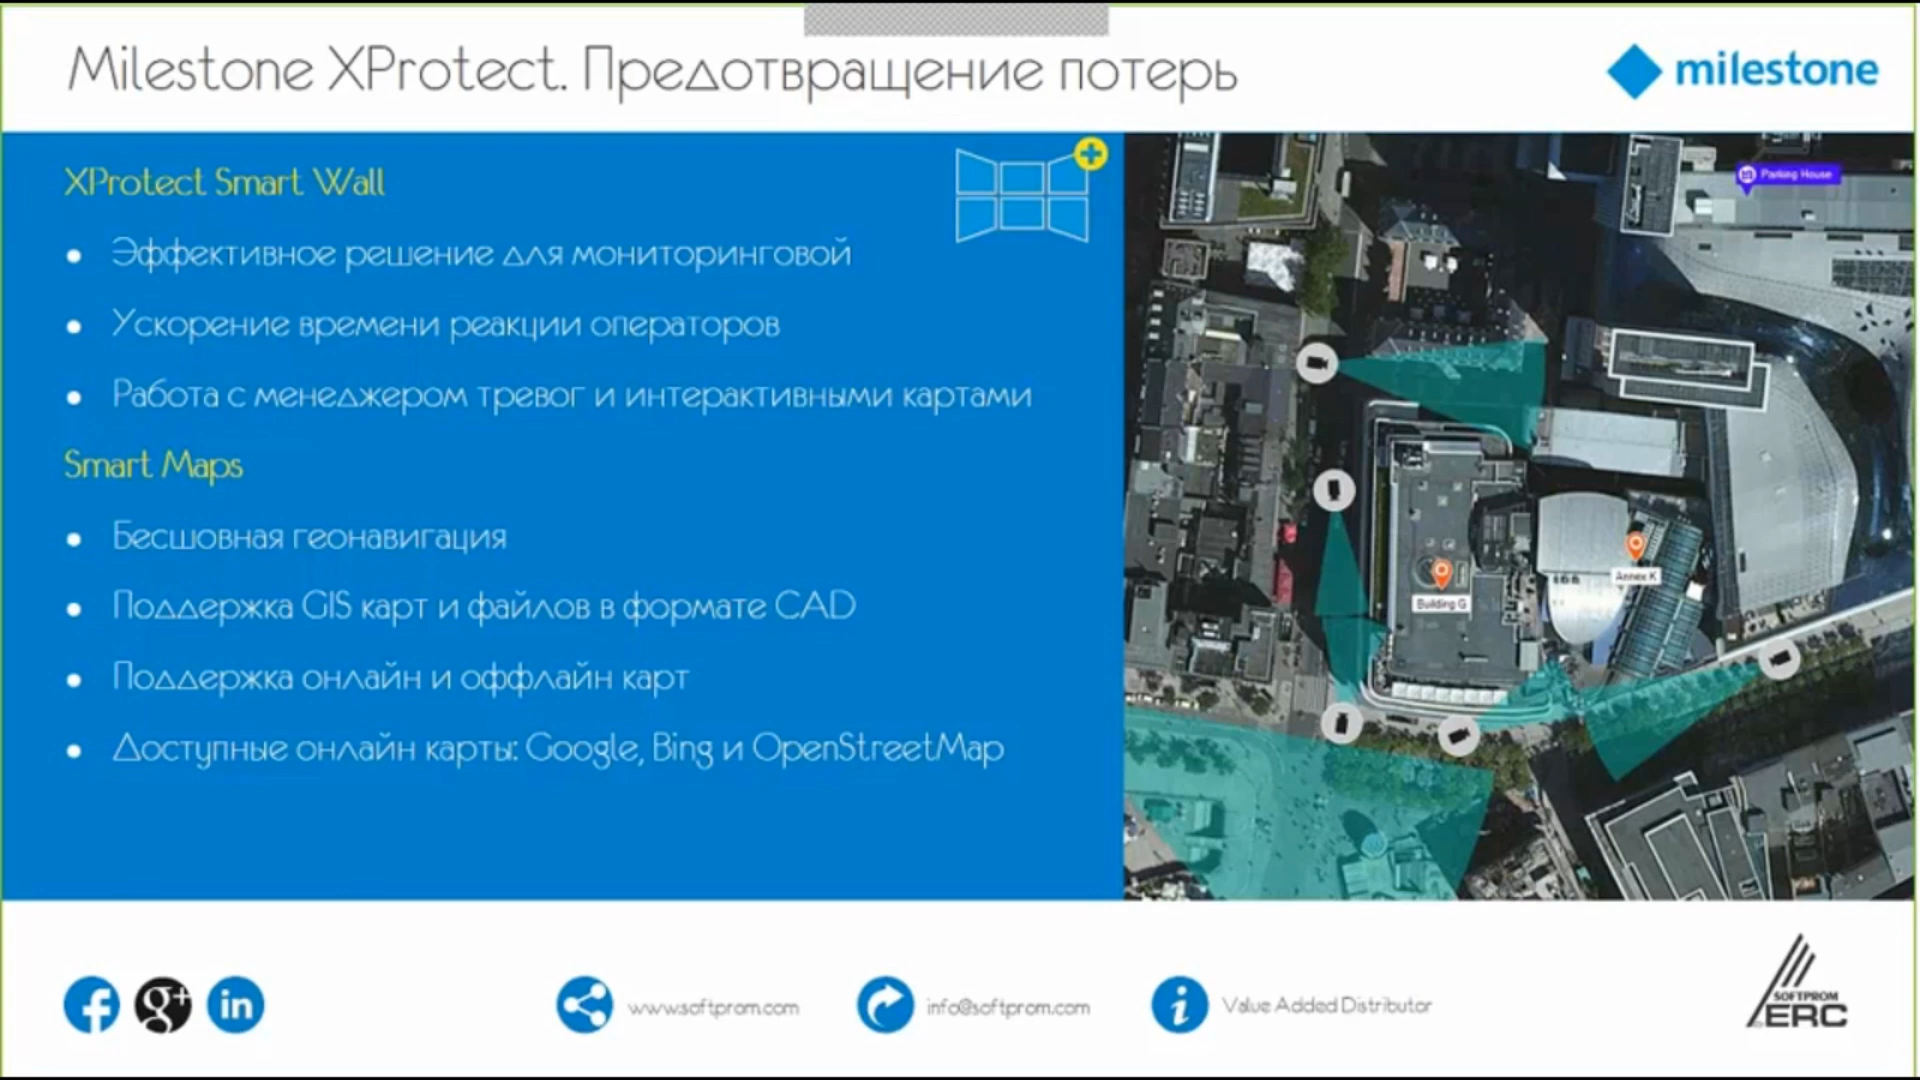 Milestone XProtect. Предотвращение потерь
milestone
XProtect Smart Wall
Эффективное решение для мониторинговой
Ускорение времени реакции операторов
Работа с менеджером тревог и интерактивными картами
Smart Maps
Бесшовная геонавигация
Поддержка GIS карт и файлов в формате CAD
Поддержка онлайн и оффлайн карт
Доступные онлайн карты: Google, Bing и OpenStreetMap
Parking House
Annex K
Building G
f
g+
in
www.softprom.com
info@softprom.com
i
Value Added Distributor
SOFTPROM
ERC